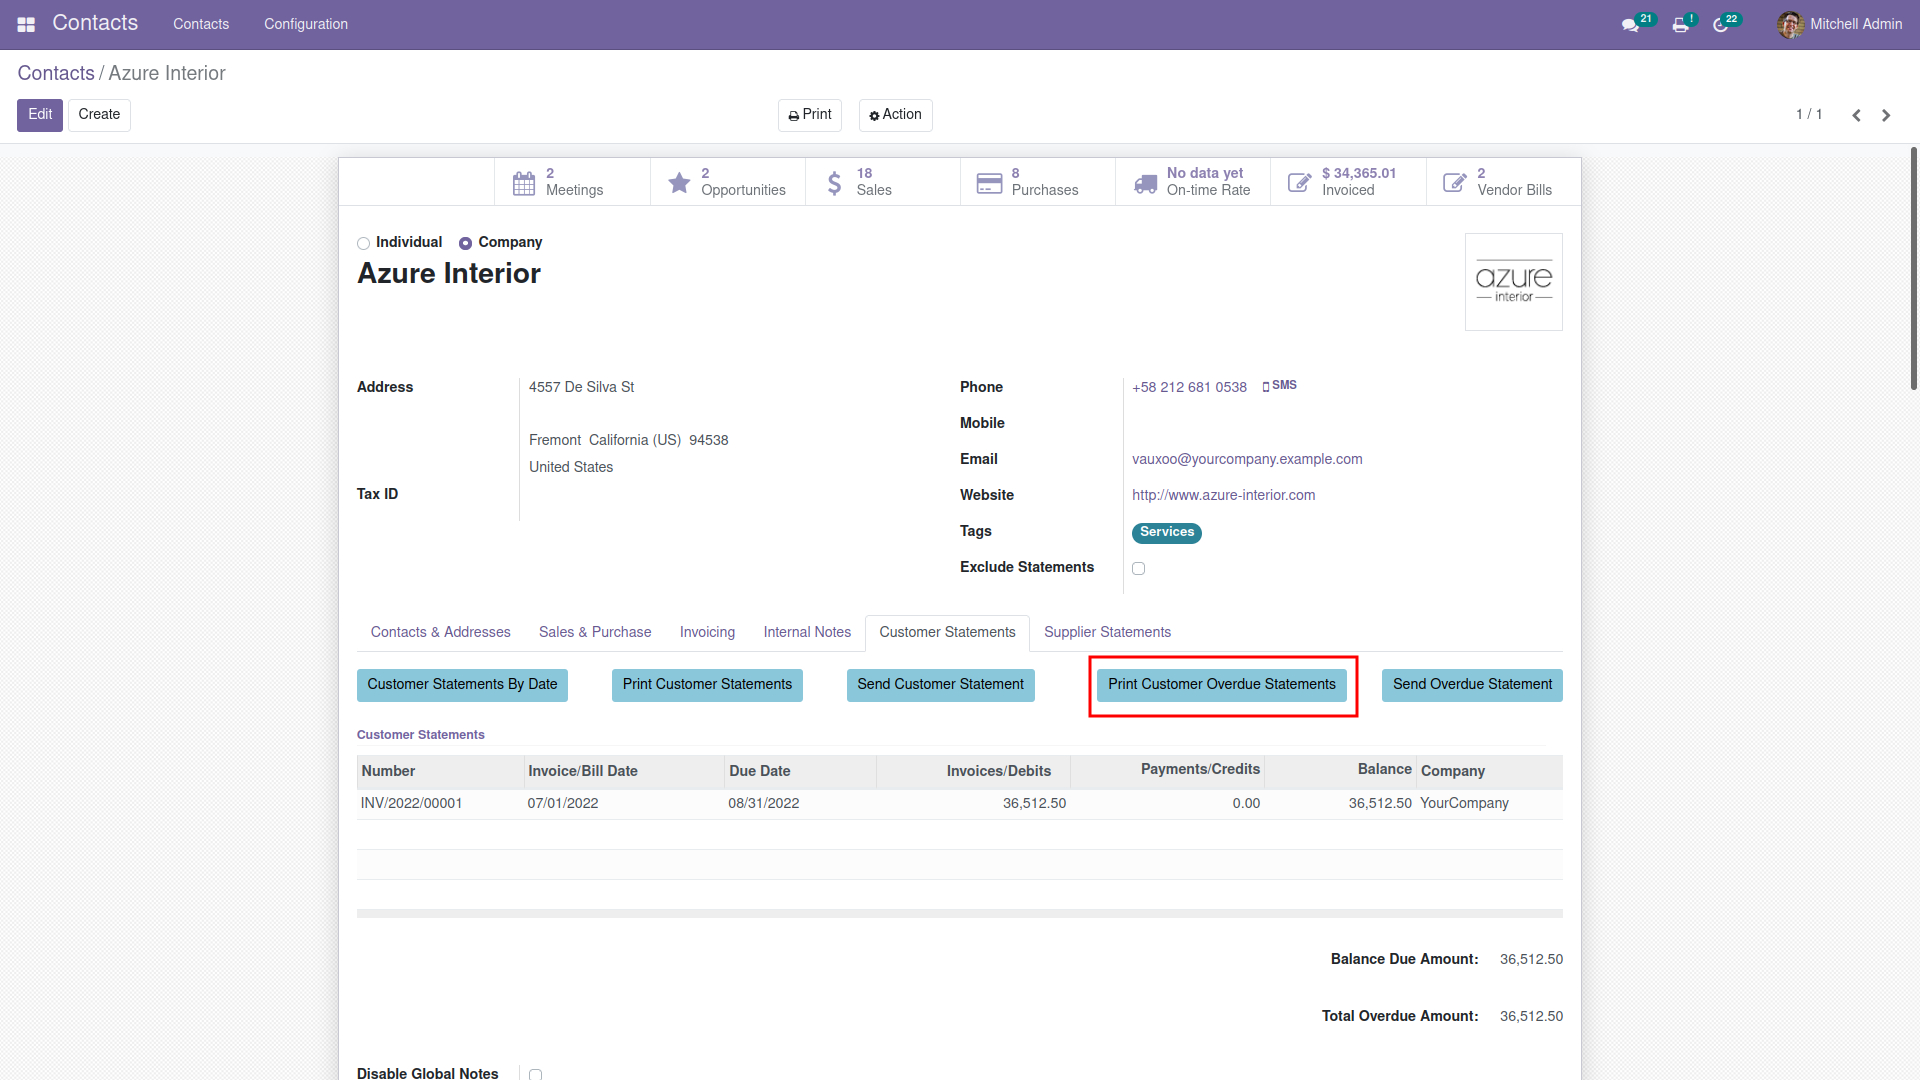 Contacts Contacts Configuration 21 ! 22 Mitchell Admin
Contacts / Azure Interior
Edit Create Print Action 1 / 1
2 Meetings 2 Opportunities 18 Sales 8 Purchases No data yet On-time Rate $ 34,365.01 Invoiced 2 Vendor Bills
Individual Company
Azure Interior
azure
interior
Address 4557 De Silva St
Fremont California (US) 94538
United States
Tax ID
Phone +58 212 681 0538 SMS
Mobile
Email vauxoo@yourcompany.example.com
Website http://www.azure-interior.com
Tags Services
Exclude Statements
Contacts & Addresses Sales & Purchase Invoicing Internal Notes Customer Statements Supplier Statements
Customer Statements By Date Print Customer Statements Send Customer Statement Print Customer Overdue Statements Send Overdue Statement
Customer Statements
Number Invoice/Bill Date Due Date Invoices/Debits Payments/Credits Balance Company
INV/2022/00001 07/01/2022 08/31/2022 36,512.50 0.00 36,512.50 YourCompany
Balance Due Amount: 36,512.50
Total Overdue Amount: 36,512.50
Disable Global Notes